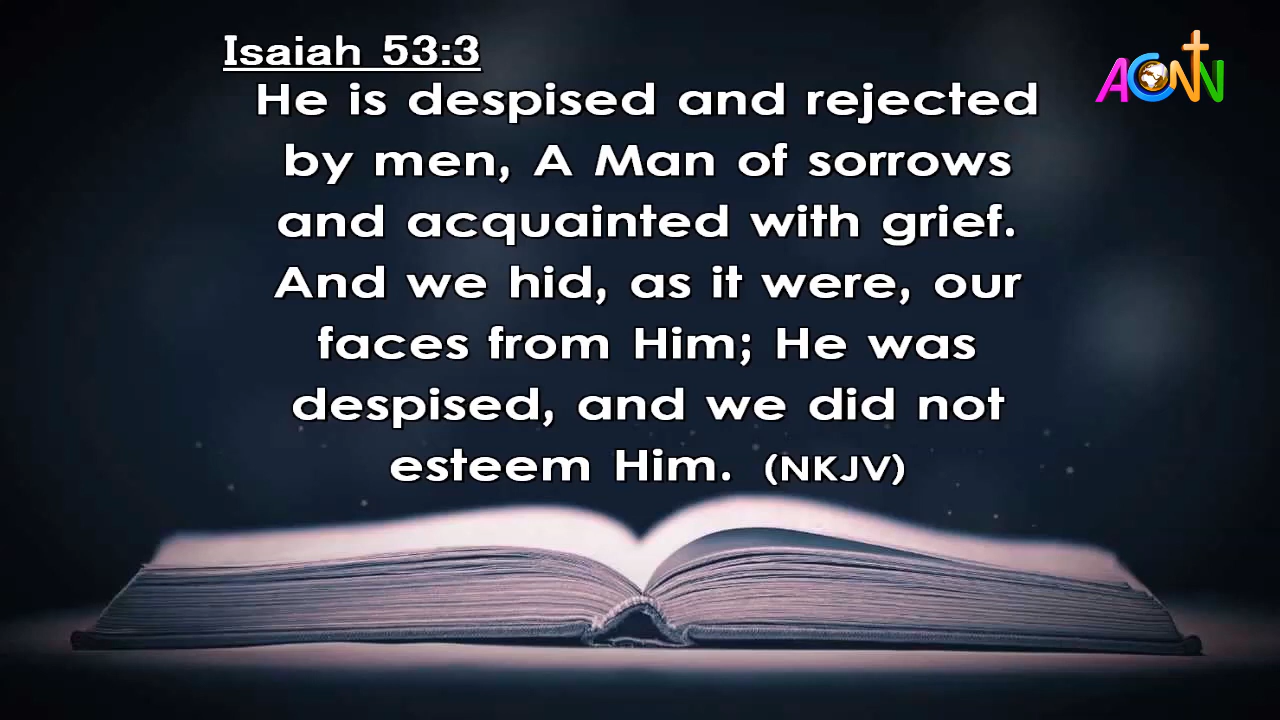 Isaiah 53:3
ACNN
He is despised and rejected
by men, A Man of sorrows
and acquainted with grief.
And we hid, as it were, our
faces from Him; He was
despised, and we did not
esteem Him. (NKJV)